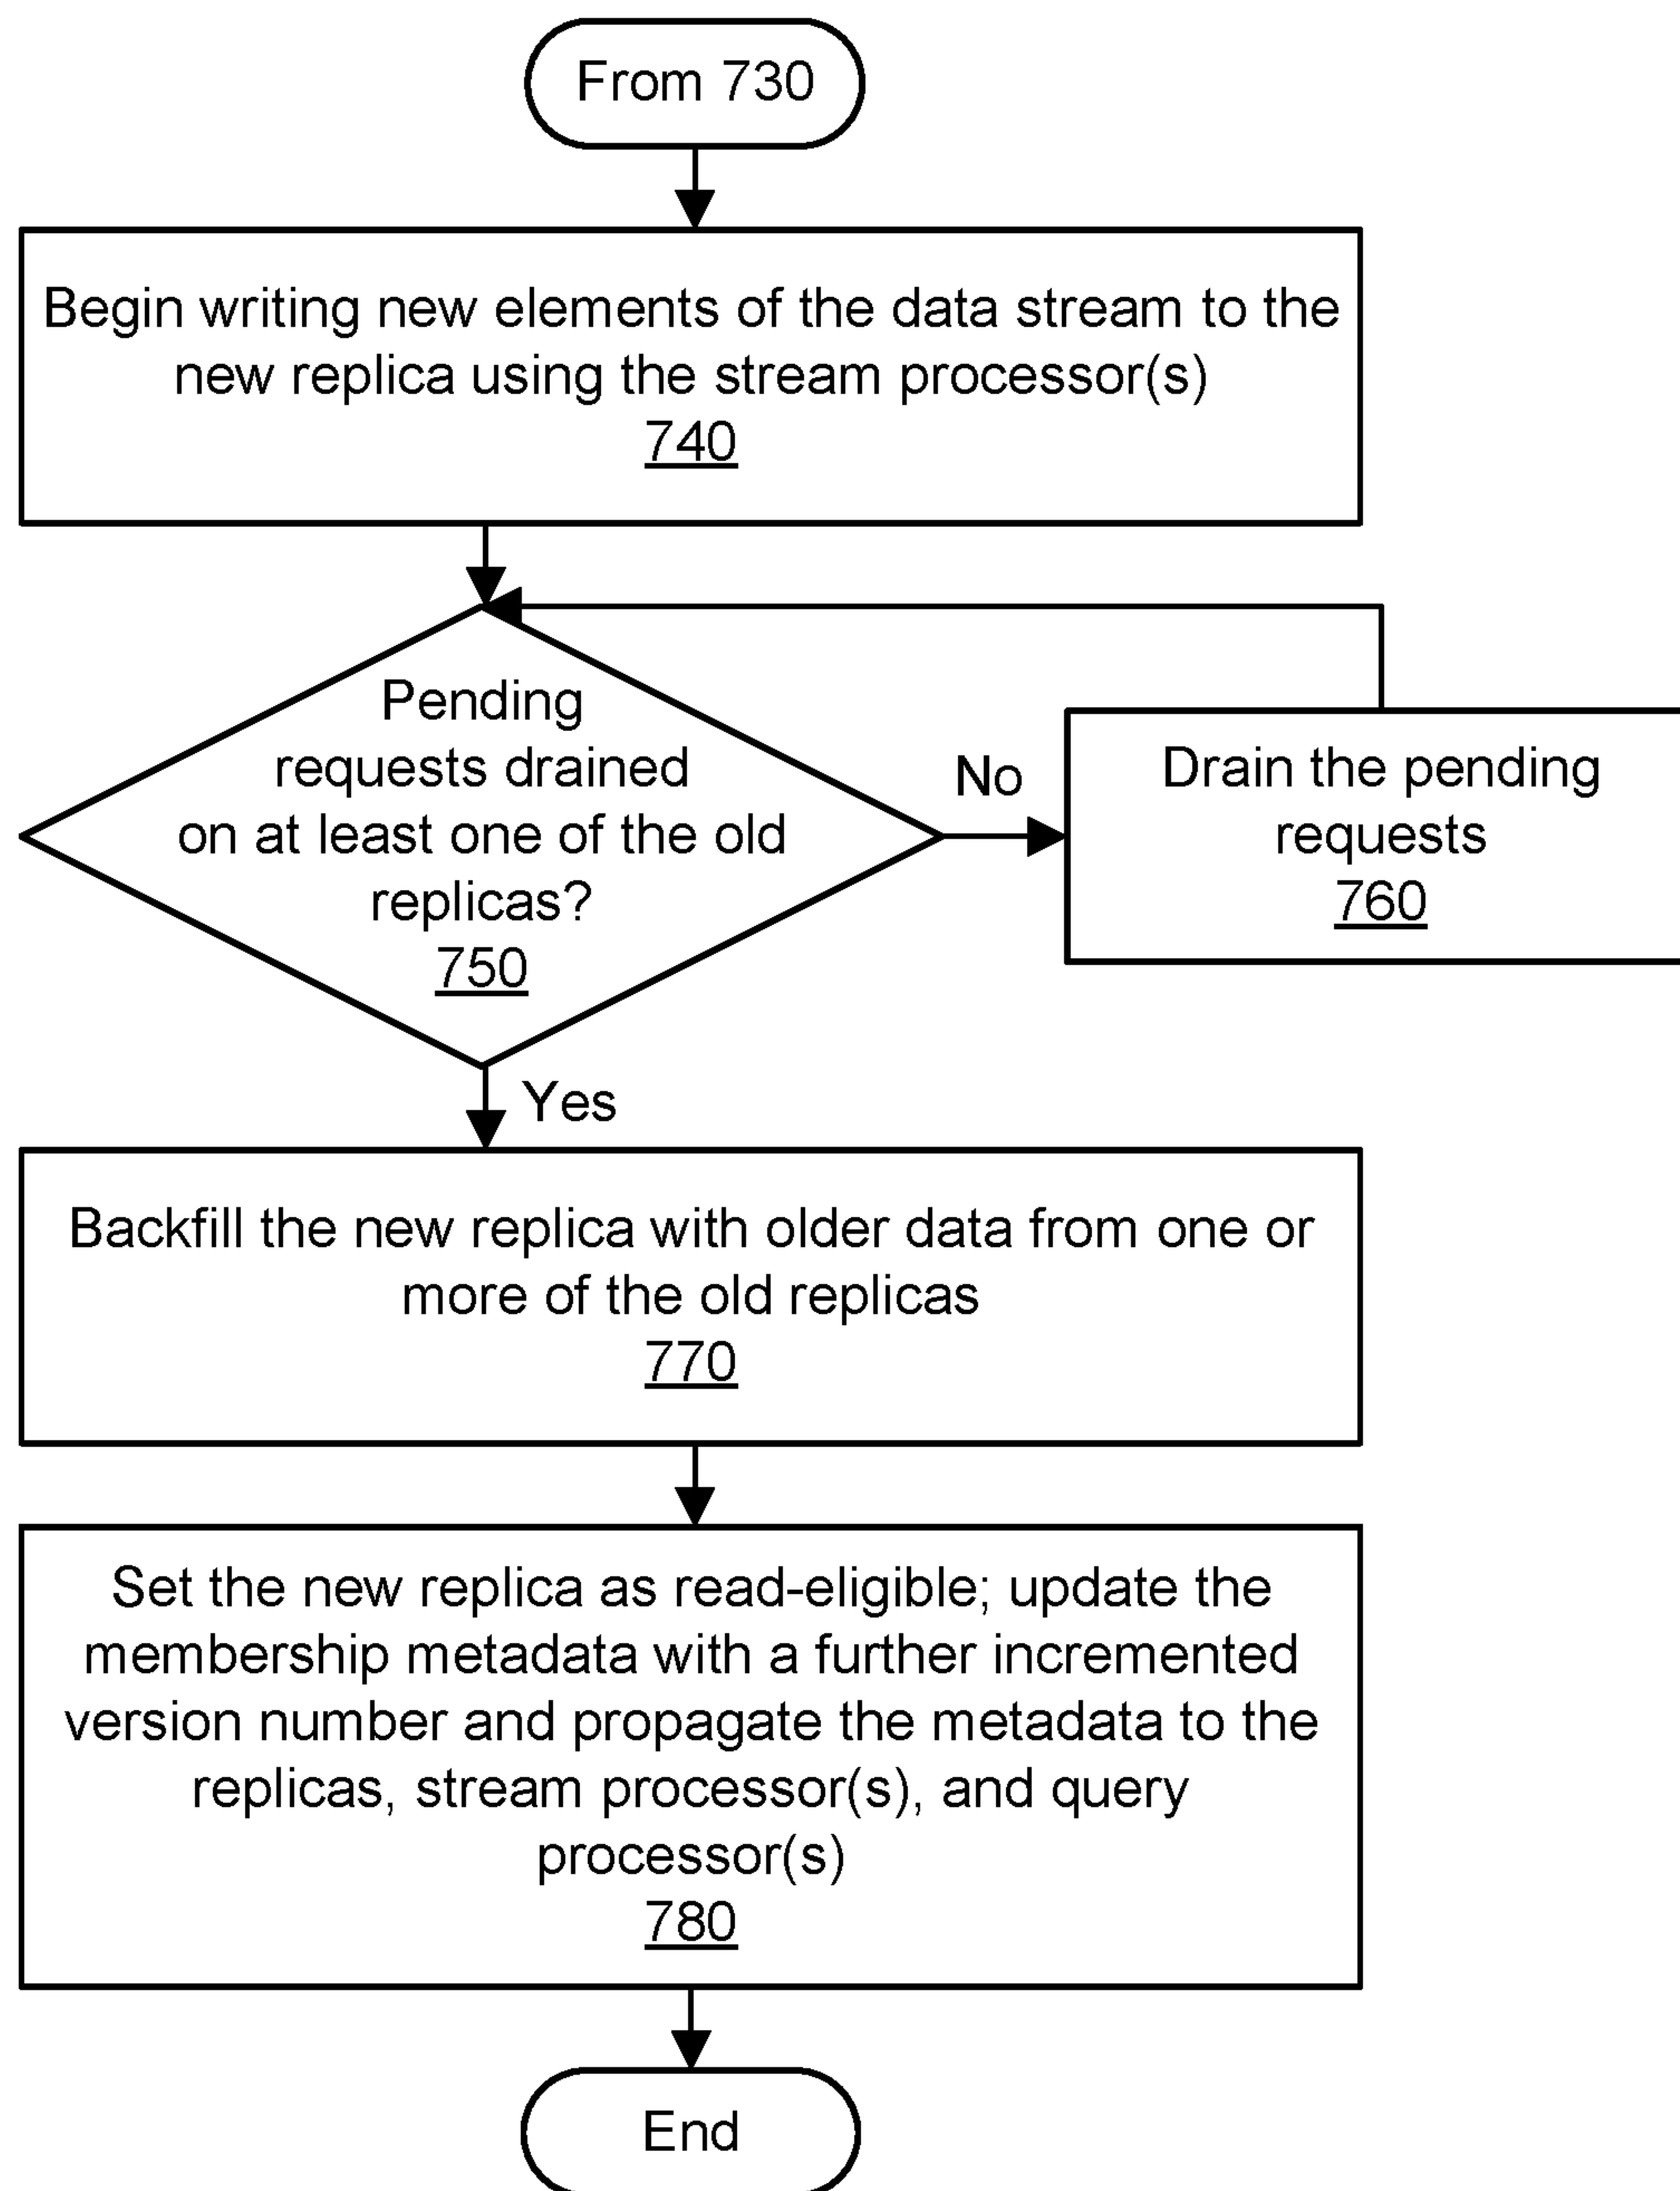 From 730
Begin writing new elements of the data stream to the
new replica using the stream processor(s)
740
Pending
requests drained
on at least one of the old
replicas?
750
No
Drain the pending
requests
760
Yes
Backfill the new replica with older data from one or
more of the old replicas
770
Set the new replica as read-eligible; update the
membership metadata with a further incremented
version number and propagate the metadata to the
replicas, stream processor(s), and query
processor(s)
780
End